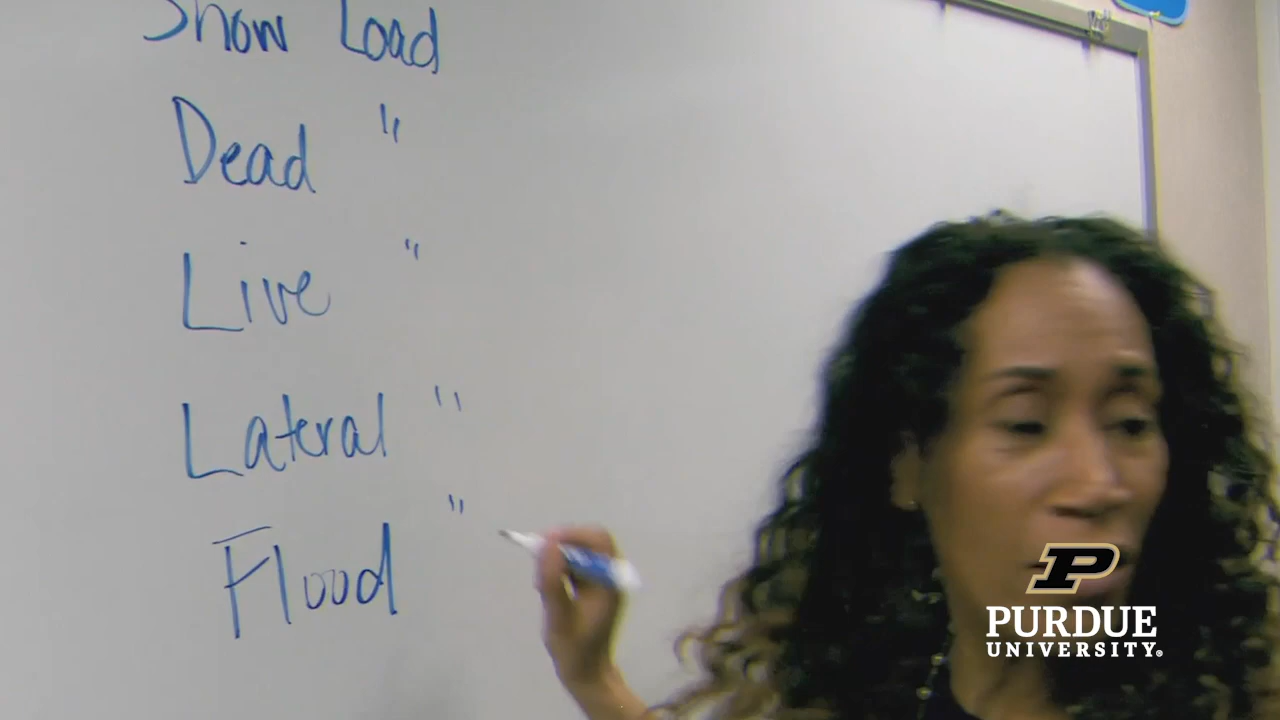 Snow Load
Dead "
Live "
Lateral "
Flood "
PURDUE
UNIVERSITY®